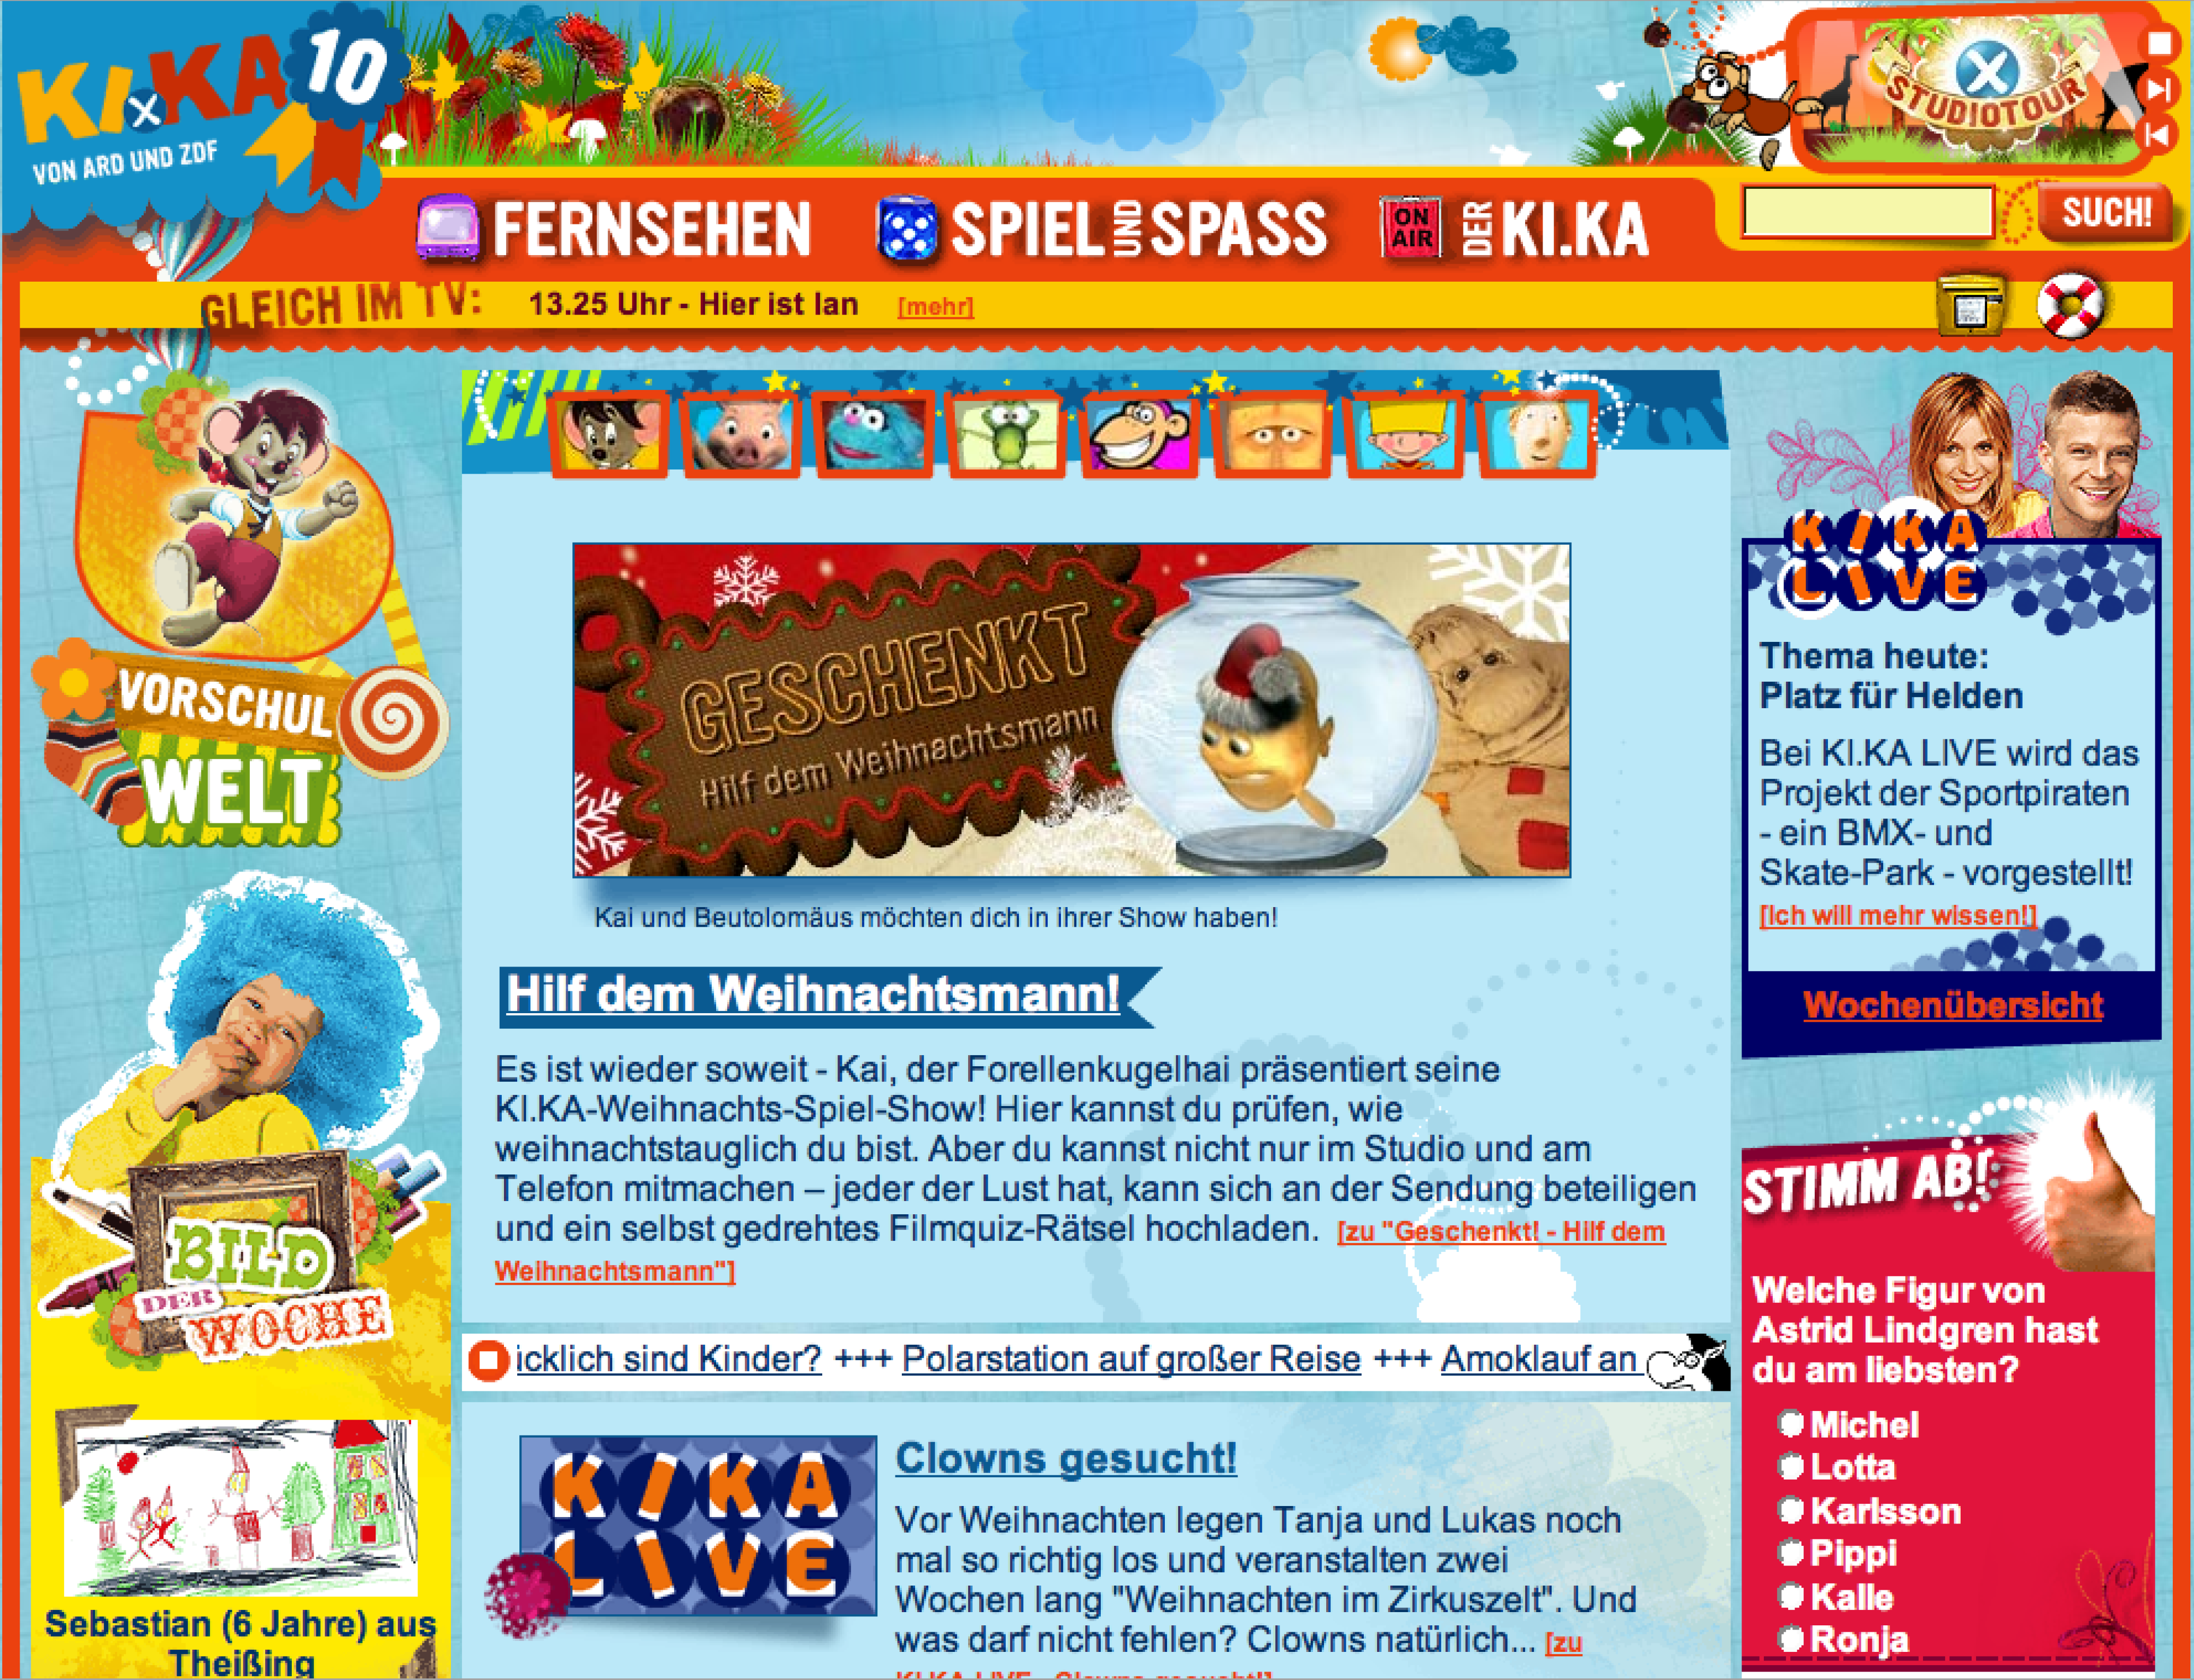 KI.KA 10
VON ARD UND ZDF
STUDIOTOUR
FERNSEHEN
SPIEL UND SPASS
ON AIR
DER KI.KA
SUCH!
GLEICH IM TV:
13.25 Uhr - Hier ist Ian
[mehr]
VORSCHUL
WELT
BILD
DER
WOCHE
Sebastian (6 Jahre) aus
Theißing
GESCHENKT
Hilf dem Weihnachtsmann
Kai und Beutolomäus möchten dich in ihrer Show haben!
Hilf dem Weihnachtsmann!
Es ist wieder soweit - Kai, der Forellenkugelhai präsentiert seine
KI.KA-Weihnachts-Spiel-Show! Hier kannst du prüfen, wie
weihnachtstauglich du bist. Aber du kannst nicht nur im Studio und am
Telefon mitmachen – jeder der Lust hat, kann sich an der Sendung beteiligen
und ein selbst gedrehtes Filmquiz-Rätsel hochladen. [zu "Geschenkt! - Hilf dem
Weihnachtsmann"]
icklich sind Kinder? +++ Polarstation auf großer Reise +++ Amoklauf an
KIKA
LIVE
Clowns gesucht!
Vor Weihnachten legen Tanja und Lukas noch
mal so richtig los und veranstalten zwei
Wochen lang "Weihnachten im Zirkuszelt". Und
was darf nicht fehlen? Clowns natürlich... [zu
KI.KA LIVE - Clowns gesucht!]
KIKA
LIVE
Thema heute:
Platz für Helden
Bei KI.KA LIVE wird das
Projekt der Sportpiraten
- ein BMX- und
Skate-Park - vorgestellt!
[Ich will mehr wissen!]
Wochenübersicht
STIMM AB!
Welche Figur von
Astrid Lindgren hast
du am liebsten?
Michel
Lotta
Karlsson
Pippi
Kalle
Ronja